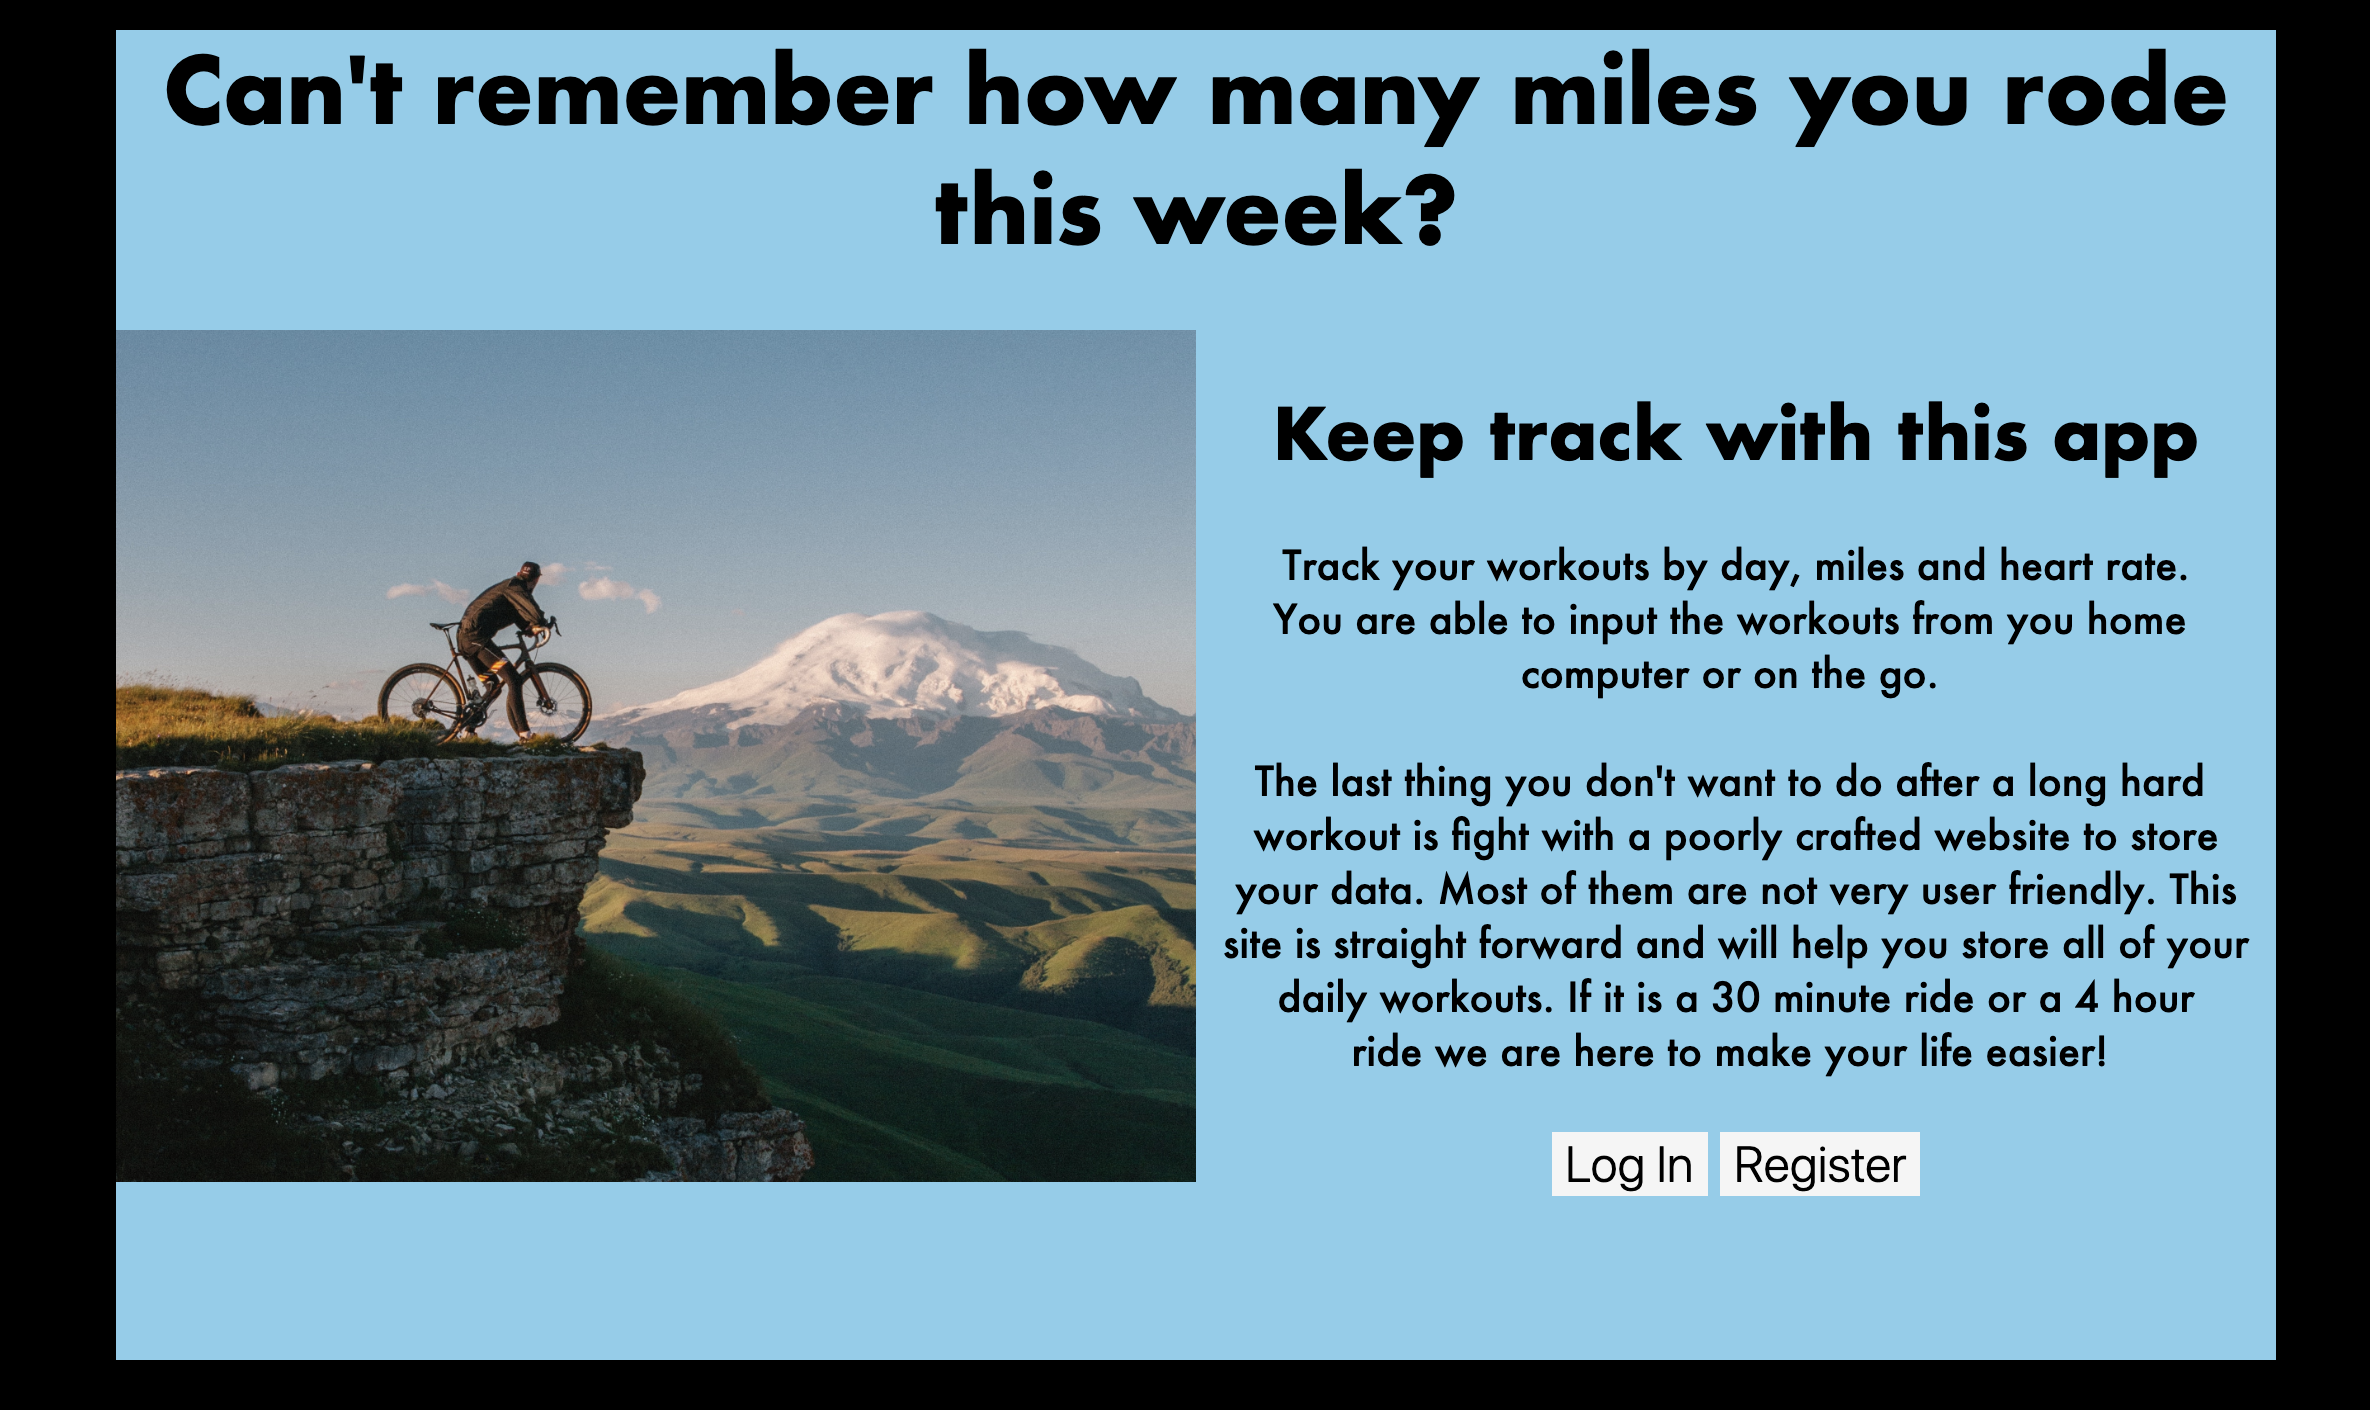 Can't remember how many miles you rode
this week?
Keep track with this app
Track your workouts by day, miles and heart rate.
You are able to input the workouts from you home
computer or on the go.
The last thing you don't want to do after a long hard
workout is fight with a poorly crafted website to store
your data. Most of them are not very user friendly. This
site is straight forward and will help you store all of your
daily workouts. If it is a 30 minute ride or a 4 hour
ride we are here to make your life easier!
Log In Register